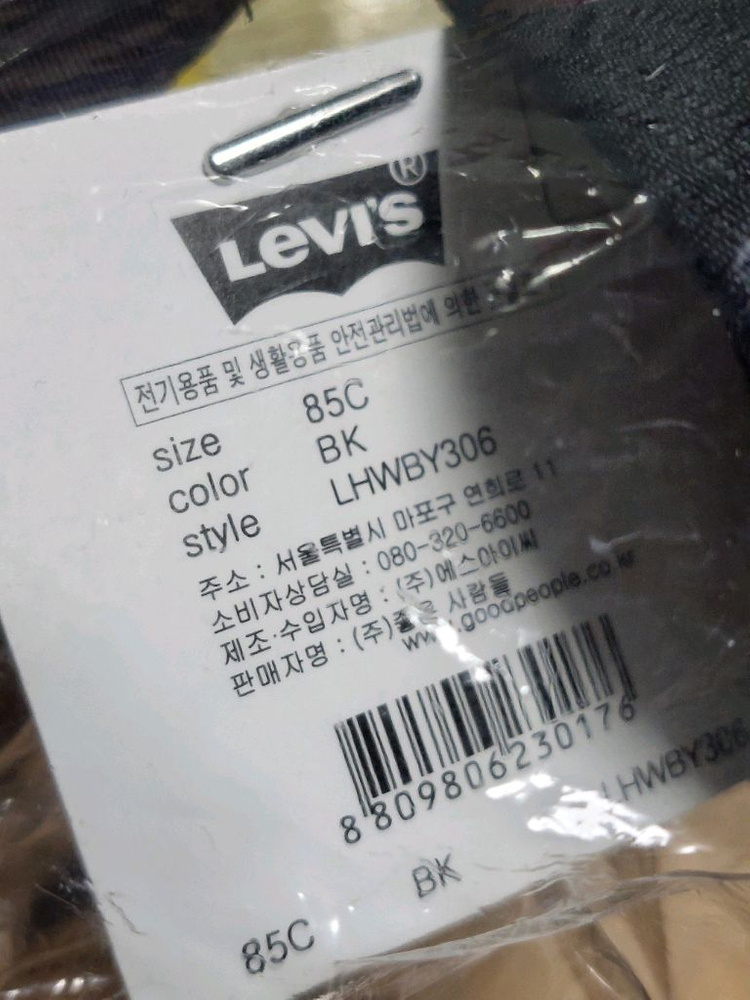 Levi's®
전기용품 및 생활용품 안전관리법에 의한
size 85C
color BK
style LHWBY306
주소 : 서울특별시 마포구 연희로 11
소비자상담실 : 080-320-6600
제조·수입자명 : (주)에스아이씨
판매자명 : (주)좋은 사람들
www.goodpeople.co.kr
8809806230176
LHWBY306
BK
85C